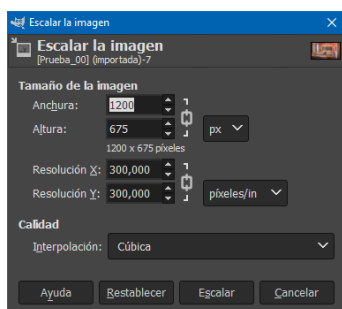 Escalar la imagen
Escalar la imagen
[Prueba_00] (importada)-7
Tamaño de la imagen
Anchura: 1200
Altura: 675 px
1200 x 675 píxeles
Resolución X: 300,000
Resolución Y: 300,000 píxeles/in
Calidad
Interpolación: Cúbica
Ayuda Restablecer Escalar Cancelar